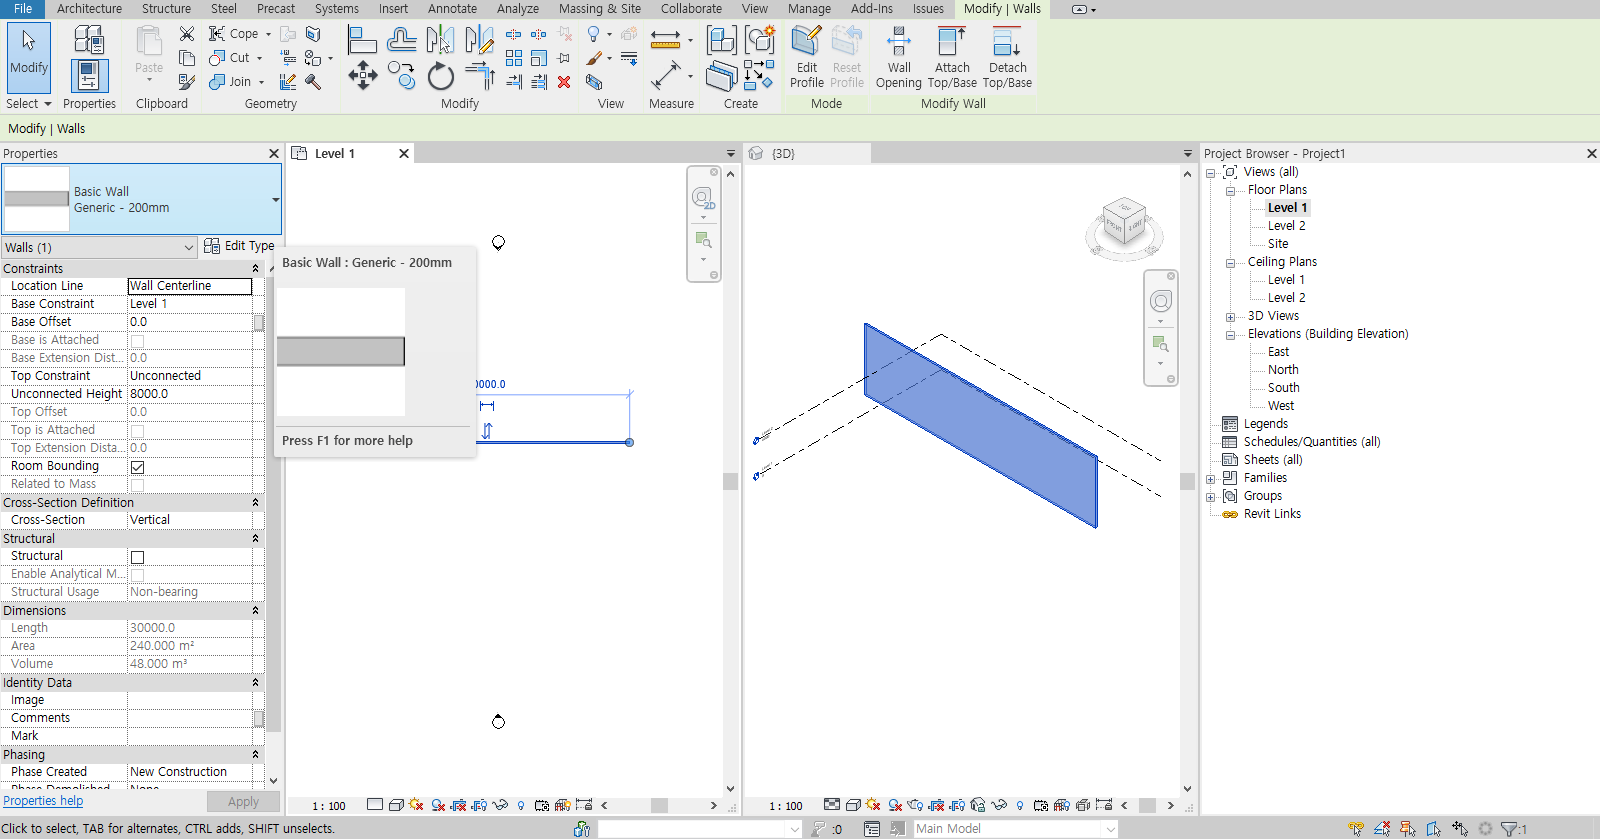 File Architecture Structure Steel Precast Systems Insert Annotate Analyze Massing & Site Collaborate View Manage Add-Ins Issues Modify | Walls
Modify
Select
Properties
Paste
Clipboard
Cope
Cut
Join
Geometry
Modify
View
Measure
Create
Edit Profile
Reset Profile
Mode
Wall Opening
Attach Top/Base
Detach Top/Base
Modify Wall
Modify | Walls
Properties
Basic Wall
Generic - 200mm
Walls (1)
Edit Type
Constraints
Location Line Wall Centerline
Base Constraint Level 1
Base Offset 0.0
Base is Attached
Base Extension Dist... 0.0
Top Constraint Unconnected
Unconnected Height 8000.0
Top Offset 0.0
Top is Attached
Top Extension Dista... 0.0
Room Bounding
Related to Mass
Cross-Section Definition
Cross-Section Vertical
Structural
Structural
Enable Analytical M...
Structural Usage Non-bearing
Dimensions
Length 30000.0
Area 240.000 m²
Volume 48.000 m³
Identity Data
Image
Comments
Mark
Phasing
Phase Created New Construction
Properties help
Apply
Level 1
2D
Basic Wall : Generic - 200mm
Press F1 for more help
0000.0
1 : 100
{3D}
TOP
FRONT
RIGHT
1 : 100
Project Browser - Project1
Views (all)
Floor Plans
Level 1
Level 2
Site
Ceiling Plans
Level 1
Level 2
3D Views
Elevations (Building Elevation)
East
North
South
West
Legends
Schedules/Quantities (all)
Sheets (all)
Families
Groups
Revit Links
Click to select, TAB for alternates, CTRL adds, SHIFT unselects.
:0
Main Model
:1